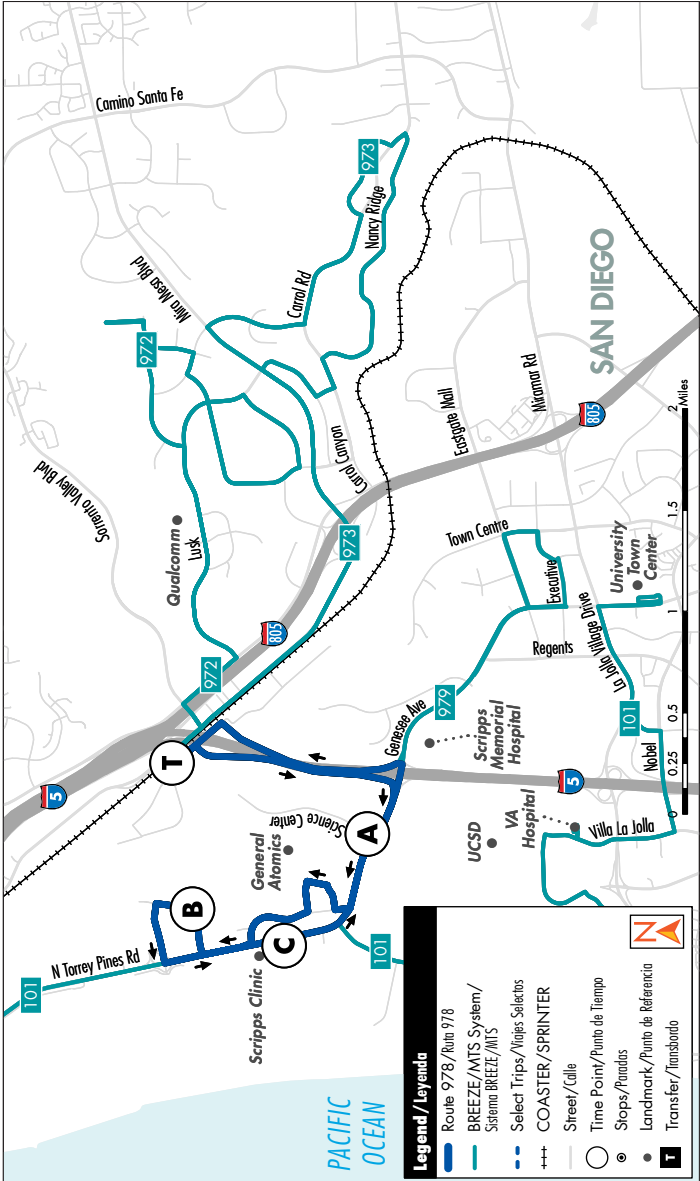 Camino Santa Fe
973
Nancy Ridge
Mira Mesa Blvd
Carrol Rd
972
SAN DIEGO
Sorrento Valley Blvd
Carrol Canyon
Eastgate Mall
Miramar Rd
805
Qualcomm
Lusk
973
Town Centre
Executive
University
Town
Center
805
972
Regents
La Jolla Village Drive
979
Genesee Ave
101
T
Scripps
Memorial
Hospital
Nobel
5
5
Science Center
A
General
Atomics
UCSD
VA
Hospital
Villa La Jolla
B
C
N Torrey Pines Rd
101
101
Scripps Clinic
PACIFIC
OCEAN
0
0.25
0.5
1
1.5
2
Miles
Legend/Leyenda
Route 978/Ruta 978
BREEZE/MTS System/
Sistema BREEZE/MTS
Select Trips/Viajes Selectos
COASTER/SPRINTER
Street/Calle
Time Point/Punto de Tiempo
Stops/Paradas
Landmark/Punto de Referencia
T Transfer/Transbordo
N